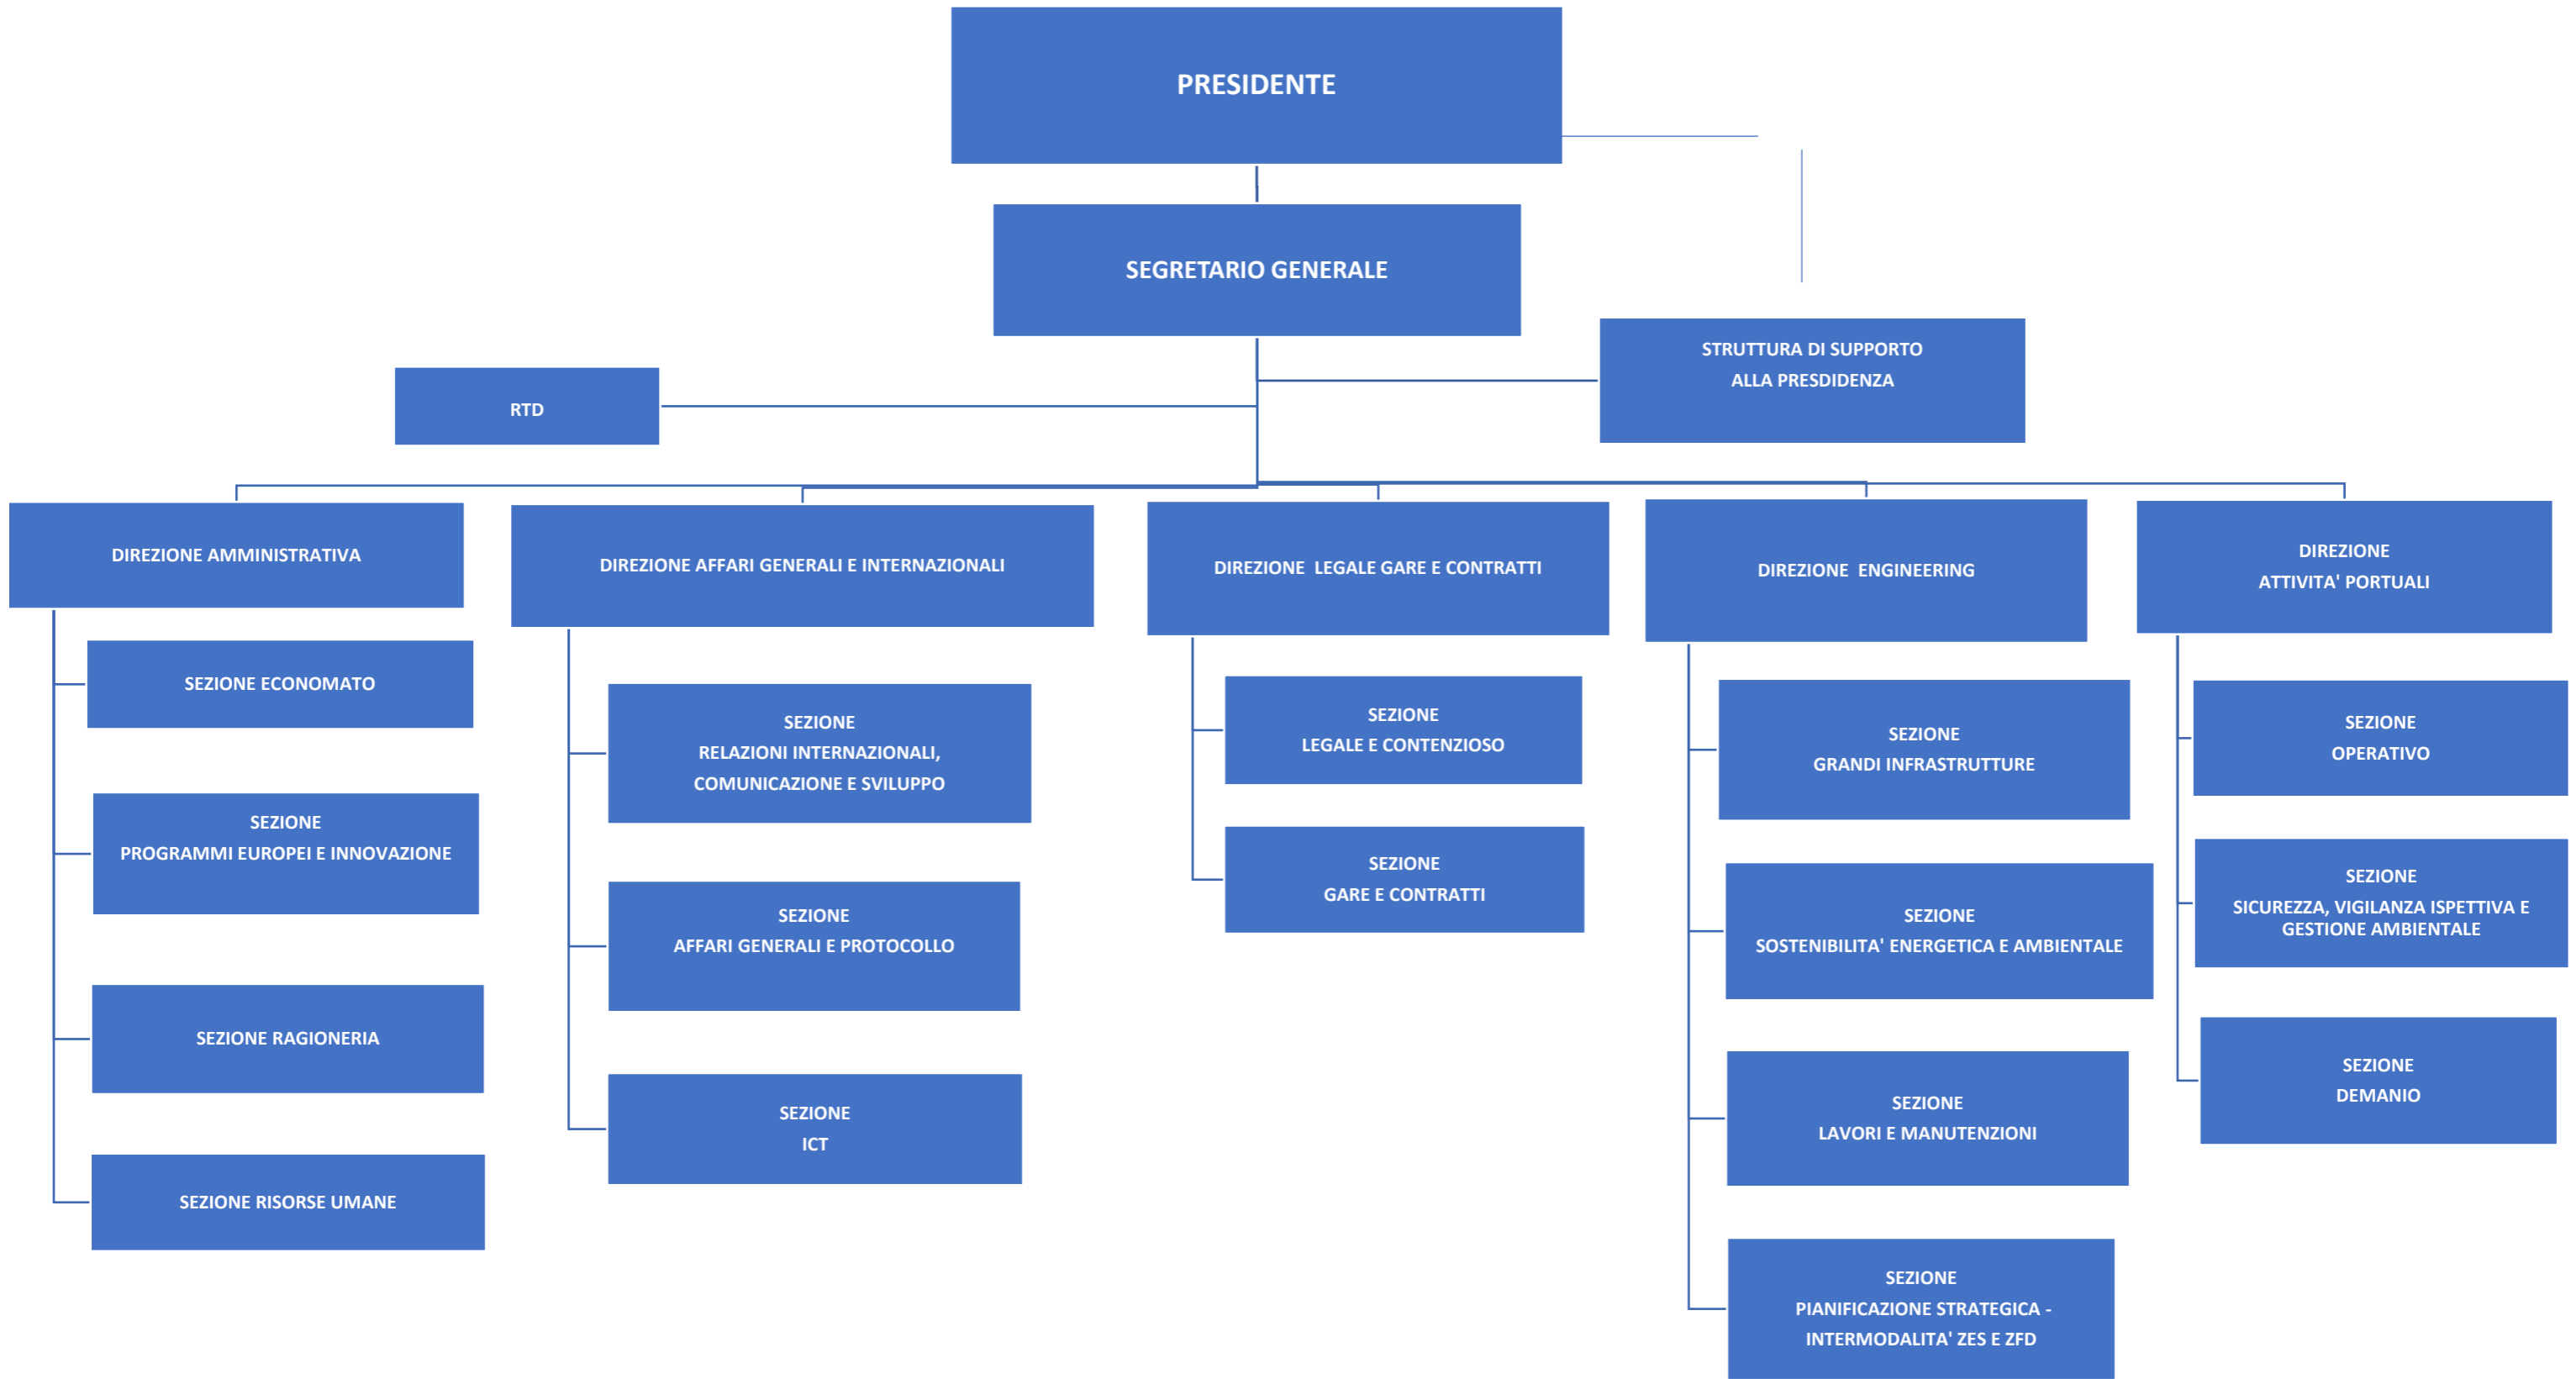 PRESIDENTE
SEGRETARIO GENERALE
STRUTTURA DI SUPPORTO
ALLA PRESDIDENZA
RTD
DIREZIONE AMMINISTRATIVA
SEZIONE ECONOMATO
SEZIONE
PROGRAMMI EUROPEI E INNOVAZIONE
SEZIONE RAGIONERIA
SEZIONE RISORSE UMANE
DIREZIONE AFFARI GENERALI E INTERNAZIONALI
SEZIONE
RELAZIONI INTERNAZIONALI,
COMUNICAZIONE E SVILUPPO
SEZIONE
AFFARI GENERALI E PROTOCOLLO
SEZIONE
ICT
DIREZIONE LEGALE GARE E CONTRATTI
SEZIONE
LEGALE E CONTENZIOSO
SEZIONE
GARE E CONTRATTI
DIREZIONE ENGINEERING
SEZIONE
GRANDI INFRASTRUTTURE
SEZIONE
SOSTENIBILITA' ENERGETICA E AMBIENTALE
SEZIONE
LAVORI E MANUTENZIONI
SEZIONE
PIANIFICAZIONE STRATEGICA -
INTERMODALITA' ZES E ZFD
DIREZIONE
ATTIVITA' PORTUALI
SEZIONE
OPERATIVO
SEZIONE
SICUREZZA, VIGILANZA ISPETTIVA E
GESTIONE AMBIENTALE
SEZIONE
DEMANIO